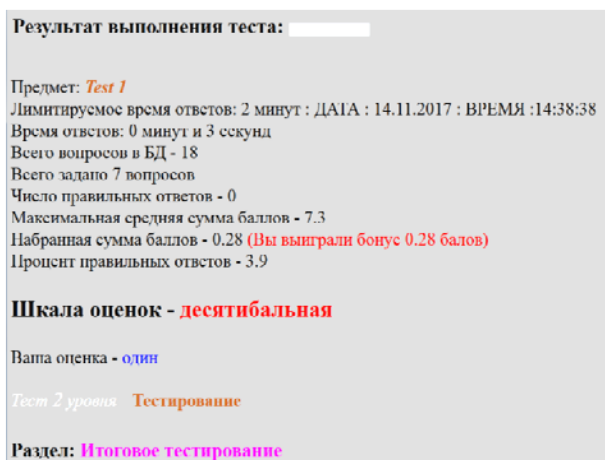 Результат выполнения теста:
Предмет: Test 1
Лимитируемое время ответов: 2 минут : ДАТА : 14.11.2017 : ВРЕМЯ :14:38:38
Время ответов: 0 минут и 3 секунд
Всего вопросов в БД - 18
Всего задано 7 вопросов
Число правильных ответов - 0
Максимальная средняя сумма баллов - 7.3
Набранная сумма баллов - 0.28 (Вы выиграли бонус 0.28 балов)
Процент правильных ответов - 3.9
Шкала оценок - десятибальная
Ваша оценка - один
Тест 2 уровня Тестирование
Раздел: Итоговое тестирование